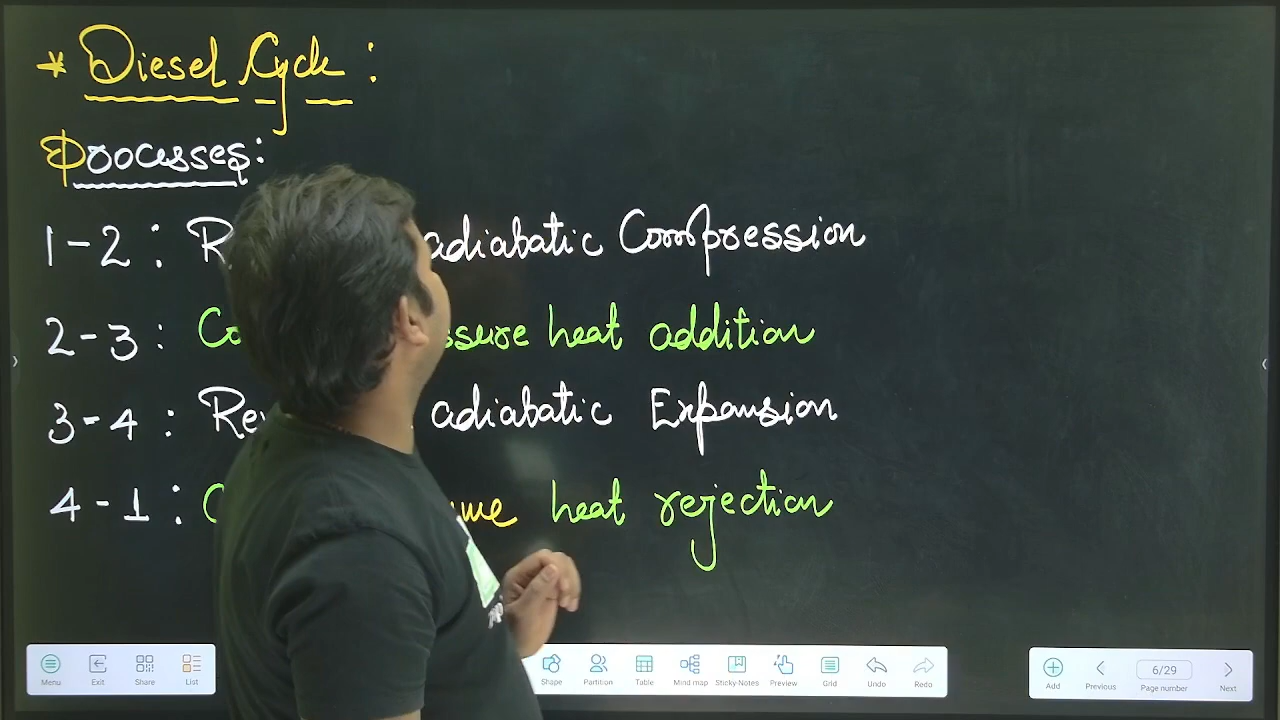 * Diesel Cycle :
Processes:
1-2 : R adiabatic Compression
2-3 : Co ssure heat addition
3-4 : Rev adiabatic Expansion
4-1 : C ume heat rejection
Menu Exit Share List Shape Partition Table Mind map Sticky-Notes Preview Grid Undo Redo Add Previous 6/29 Page number Next